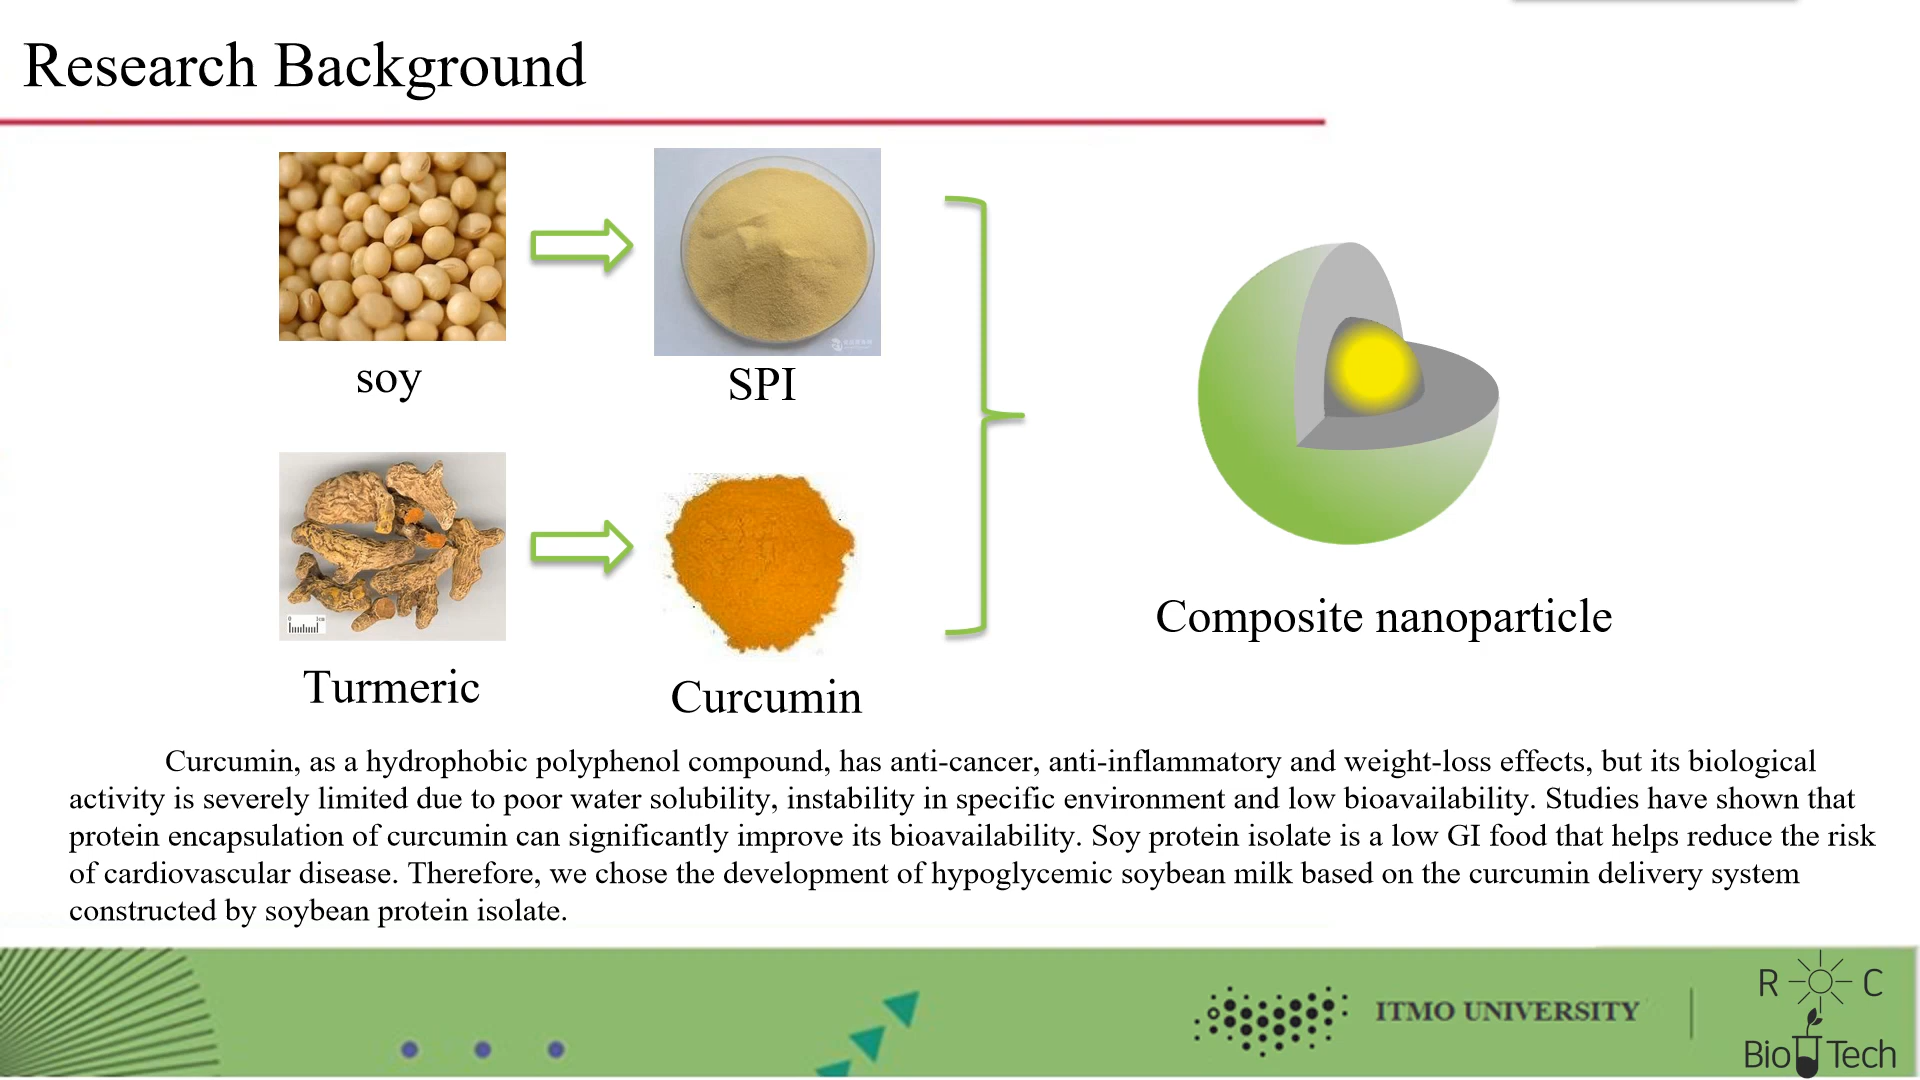 Research Background
soy
SPI
Turmeric
Curcumin
Composite nanoparticle
Curcumin, as a hydrophobic polyphenol compound, has anti-cancer, anti-inflammatory and weight-loss effects, but its biological
activity is severely limited due to poor water solubility, instability in specific environment and low bioavailability. Studies have shown that
protein encapsulation of curcumin can significantly improve its bioavailability. Soy protein isolate is a low GI food that helps reduce the risk
of cardiovascular disease. Therefore, we chose the development of hypoglycemic soybean milk based on the curcumin delivery system
constructed by soybean protein isolate.
ITMO UNIVERSITY
R C
Bio Tech